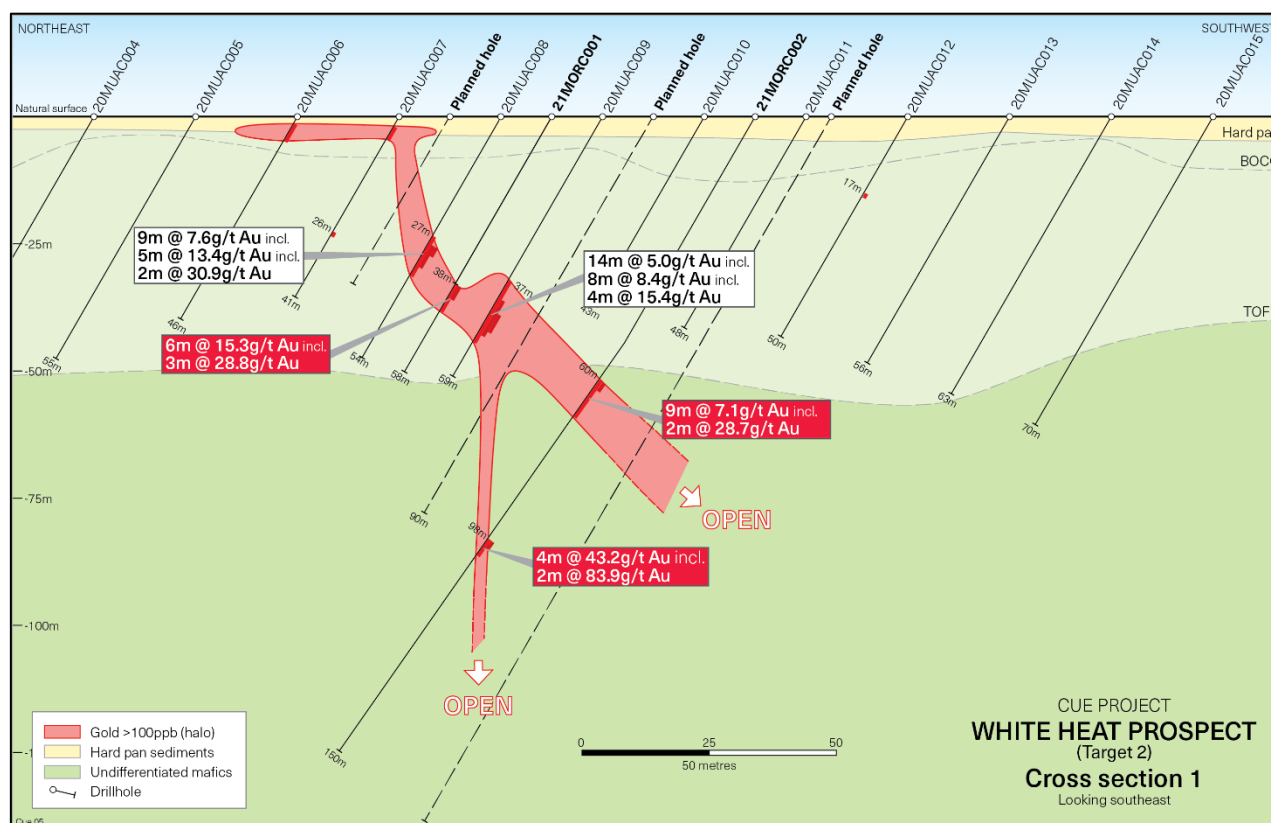 NORTHEAST
SOUTHWEST
20MUAC004
20MUAC005
20MUAC006
20MUAC007
Planned hole
20MUAC008
21MORC001
20MUAC009
Planned hole
20MUAC010
21MORC002
20MUAC011
Planned hole
20MUAC012
20MUAC013
20MUAC014
20MUAC015
Natural surface
Hard pa
BOC
TOF
17m
26m
27m
-25m
9m @ 7.6g/t Au incl.
5m @ 13.4g/t Au incl.
2m @ 30.9g/t Au
14m @ 5.0g/t Au incl.
8m @ 8.4g/t Au incl.
4m @ 15.4g/t Au
38m
37m
41m
43m
46m
48m
50m
6m @ 15.3g/t Au incl.
3m @ 28.8g/t Au
54m
55m
56m
58m
59m
60m
-50m
63m
9m @ 7.1g/t Au incl.
2m @ 28.7g/t Au
70m
-75m
90m
OPEN
98m
4m @ 43.2g/t Au incl.
2m @ 83.9g/t Au
-100m
OPEN
Gold >100ppb (halo)
Hard pan sediments
Undifferentiated mafics
Drillhole
-1
150m
0
25
50
50 metres
CUE PROJECT
WHITE HEAT PROSPECT
(Target 2)
Cross section 1
Looking southeast